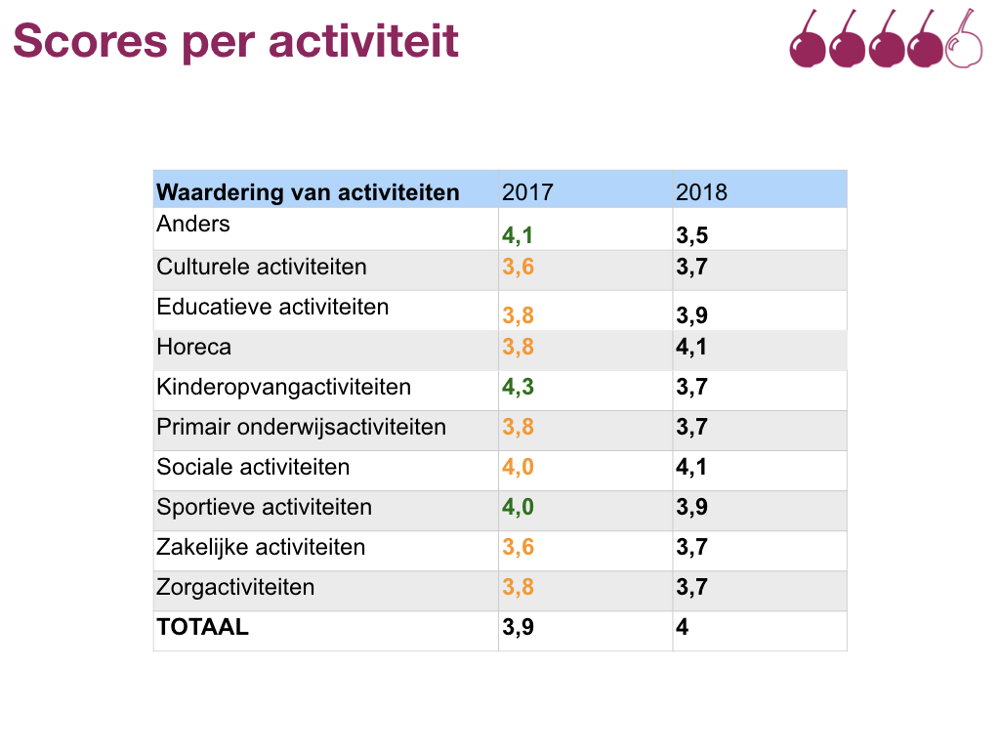 Scores per activiteit
Waardering van activiteiten 2017 2018
Anders 4,1 3,5
Culturele activiteiten 3,6 3,7
Educatieve activiteiten 3,8 3,9
Horeca 3,8 4,1
Kinderopvangactiviteiten 4,3 3,7
Primair onderwijsactiviteiten 3,8 3,7
Sociale activiteiten 4,0 4,1
Sportieve activiteiten 4,0 3,9
Zakelijke activiteiten 3,6 3,7
Zorgactiviteiten 3,8 3,7
TOTAAL 3,9 4